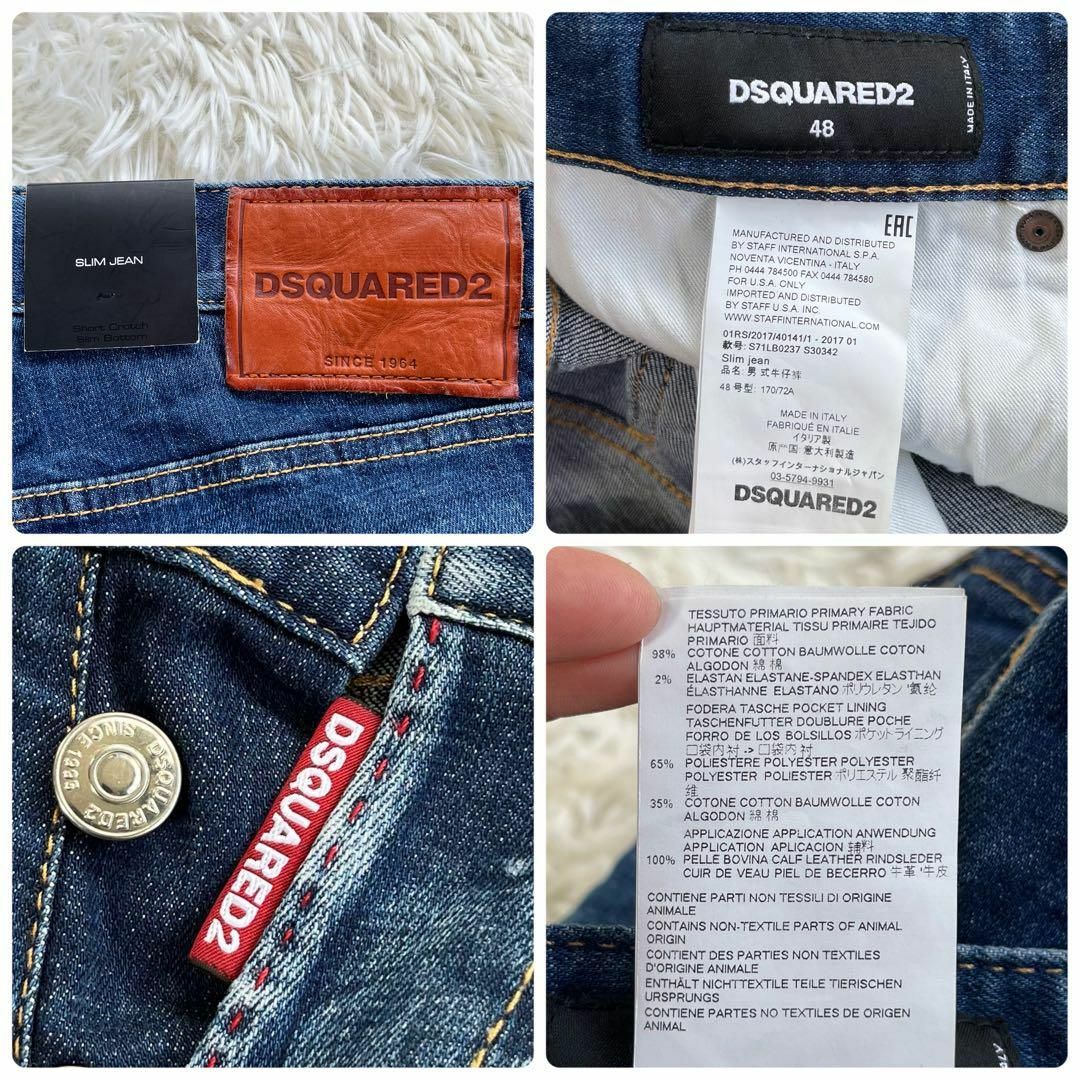 SLIM JEAN
Short Crotch
Slim Bottom
DSQUARED2
SINCE 1964
DSQUARED2
48
MADE IN ITALY
EAC
MANUFACTURED AND DISTRIBUTED
BY STAFF INTERNATIONAL S.P.A.
NOVENTA VICENTINA - ITALY
PH 0444 784500 FAX 0444 784580
FOR U.S.A. ONLY
IMPORTED AND DISTRIBUTED
BY STAFF U.S.A. INC.
WWW.STAFFINTERNATIONAL.COM
01RS/2017/40141/1 - 2017 01
款号: S71LB0237 S30342
Slim jean
品名: 男式牛仔裤
48 号型: 170/72A
MADE IN ITALY
FABRIQUÉ EN ITALIE
イタリア製
原产国: 意大利製造
(株)スタッフインターナショナルジャパン
03-5794-9931
DSQUARED2
DSQUARED2
SINCE 1995
DSQUARED2
TESSUTO PRIMARIO PRIMARY FABRIC
HAUPTMATERIAL TISSU PRIMAIRE TEJIDO
PRIMARIO 面料
98% COTONE COTTON BAUMWOLLE COTON
ALGODON 綿 棉
2% ELASTAN ELASTANE-SPANDEX ELASTHAN
ÉLASTHANNE ELASTANO ポリウレタン '氨纶
FODERA TASCHE POCKET LINING
TASCHENFUTTER DOUBLURE POCHE
FORRO DE LOS BOLSILLOS ポケットライニング
口袋内衬 -> 口袋内衬
65% POLIESTERE POLYESTER POLYESTER
POLYESTER POLIESTER ポリエステル 聚酯纤
维
35% COTONE COTTON BAUMWOLLE COTON
ALGODON 綿 棉
APPLICAZIONE APPLICATION ANWENDUNG
APPLICATION APLICACION 辅料
100% PELLE BOVINA CALF LEATHER RINDSLEDER
CUIR DE VEAU PIEL DE BECERRO 牛革 '牛皮
CONTIENE PARTI NON TESSILI DI ORIGINE
ANIMALE
CONTAINS NON-TEXTILE PARTS OF ANIMAL
ORIGIN
CONTIENT DES PARTIES NON TEXTILES
D'ORIGINE ANIMALE
ENTHÄLT NICHTTEXTILE TEILE TIERISCHEN
URSPRUNGS
CONTIENE PARTES NO TEXTILES DE ORIGEN
ANIMAL